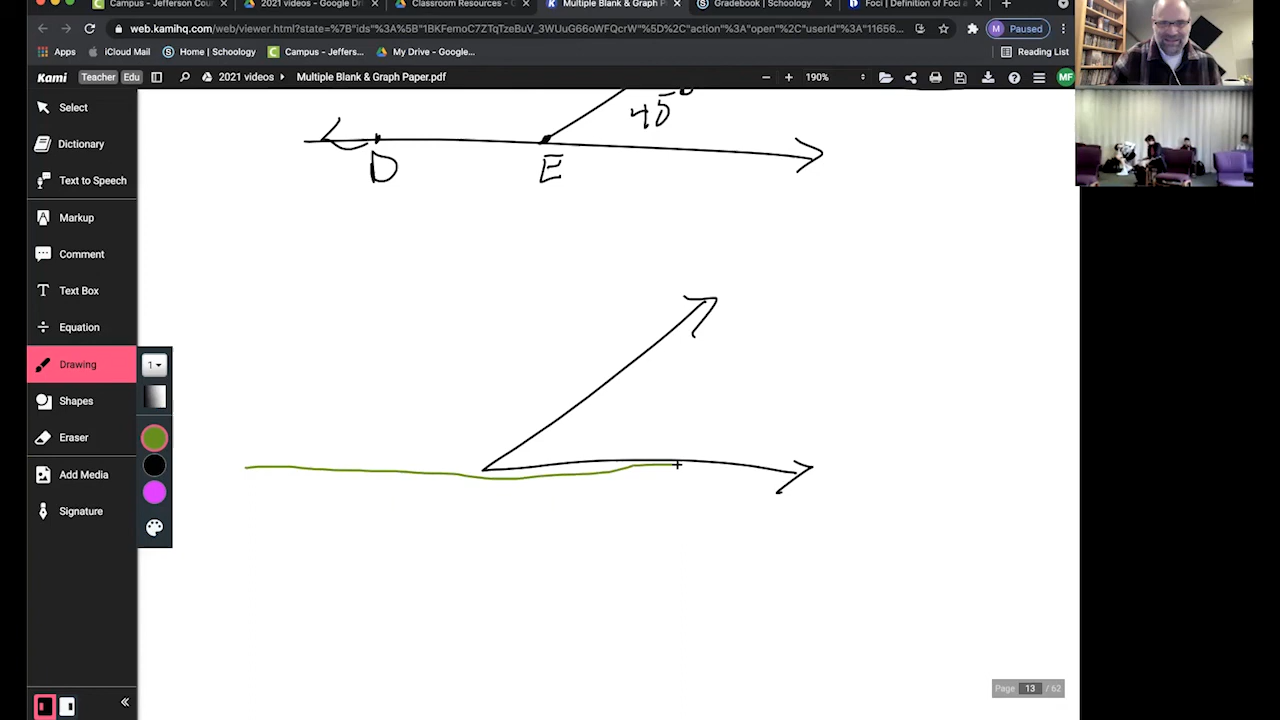 Campus - Jefferson Coun
2021 videos - Google Dri
Classroom Resources - G
Multiple Blank & Graph P
Gradebook | Schoology
Foci | Definition of Foci a
web.kamihq.com/web/viewer.html?state=%7B"ids"%3A%5B"1BKFemoC7ZTqTzeBuV_3WUuG66oWFQcrW"%5D%2C"action"%3A"open"%2C"userId"%3A"11656...
M Paused
Apps
iCloud Mail
Home | Schoology
Campus - Jeffers...
My Drive - Google...
Reading List
Kami
Teacher
Edu
2021 videos
Multiple Blank & Graph Paper.pdf
190%
MF
Select
Dictionary
Text to Speech
Markup
Comment
Text Box
Equation
Drawing
Shapes
Eraser
Add Media
Signature
1
45°
D
E
Page 13 / 62